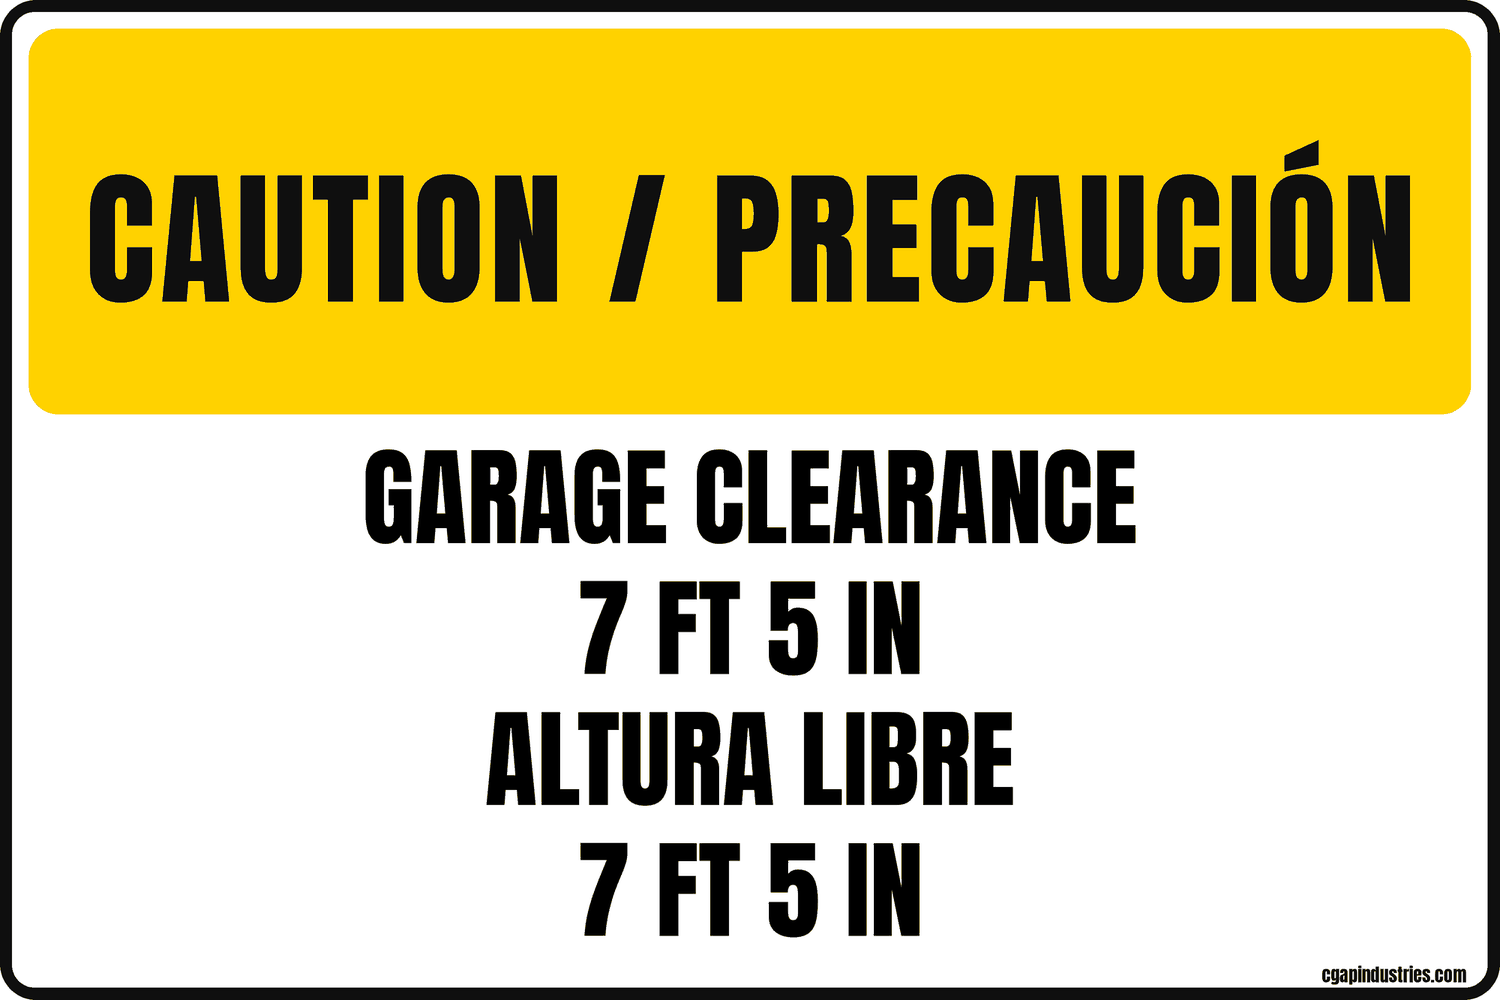 CAUTION / PRECAUCIÓN
GARAGE CLEARANCE
7 FT 5 IN
ALTURA LIBRE
7 FT 5 IN
cgapindustries.com